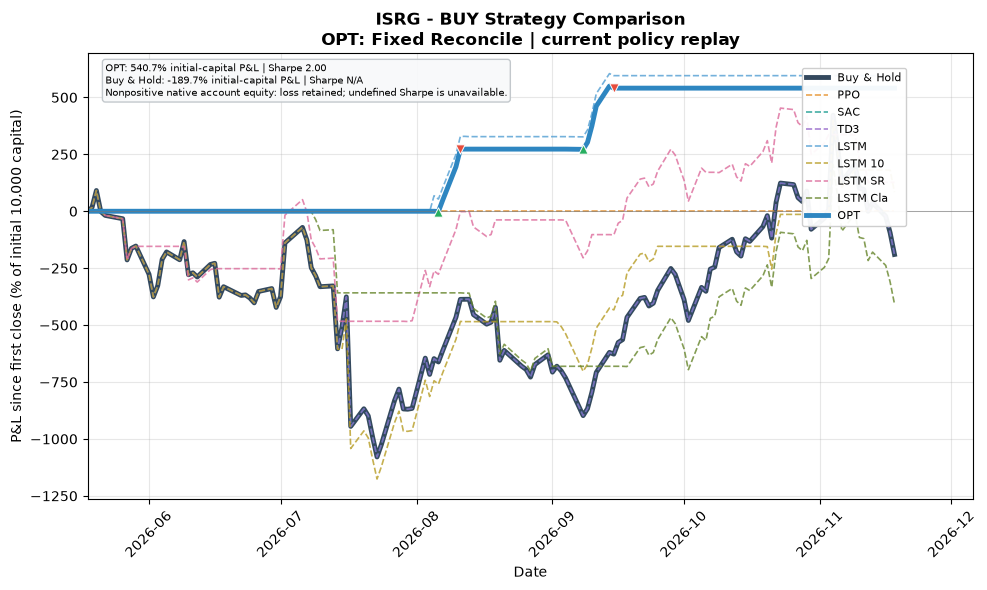 ISRG - BUY Strategy Comparison
OPT: Fixed Reconcile | current policy replay
OPT: 540.7% initial-capital P&L | Sharpe 2.00
Buy & Hold: -189.7% initial-capital P&L | Sharpe N/A
Nonpositive native account equity: loss retained; undefined Sharpe is unavailable.
Buy & Hold
PPO
SAC
TD3
LSTM
LSTM 10
LSTM SR
LSTM Cla
OPT
P&L since first close (% of initial 10,000 capital)
500
250
0
−250
−500
−750
−1000
−1250
2026-06
2026-07
2026-08
2026-09
2026-10
2026-11
2026-12
Date